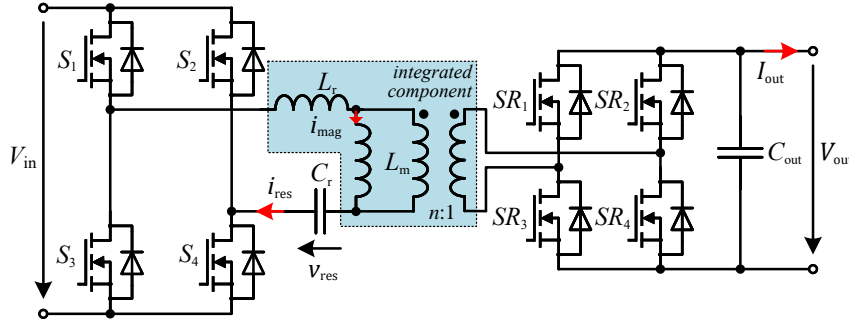 S1
S2
Lr
integrated
component
SR1
SR2
Iout
imag
Vin
Lm
Cout
Vout
Cr
ires
n:1
S3
S4
SR3
SR4
vres